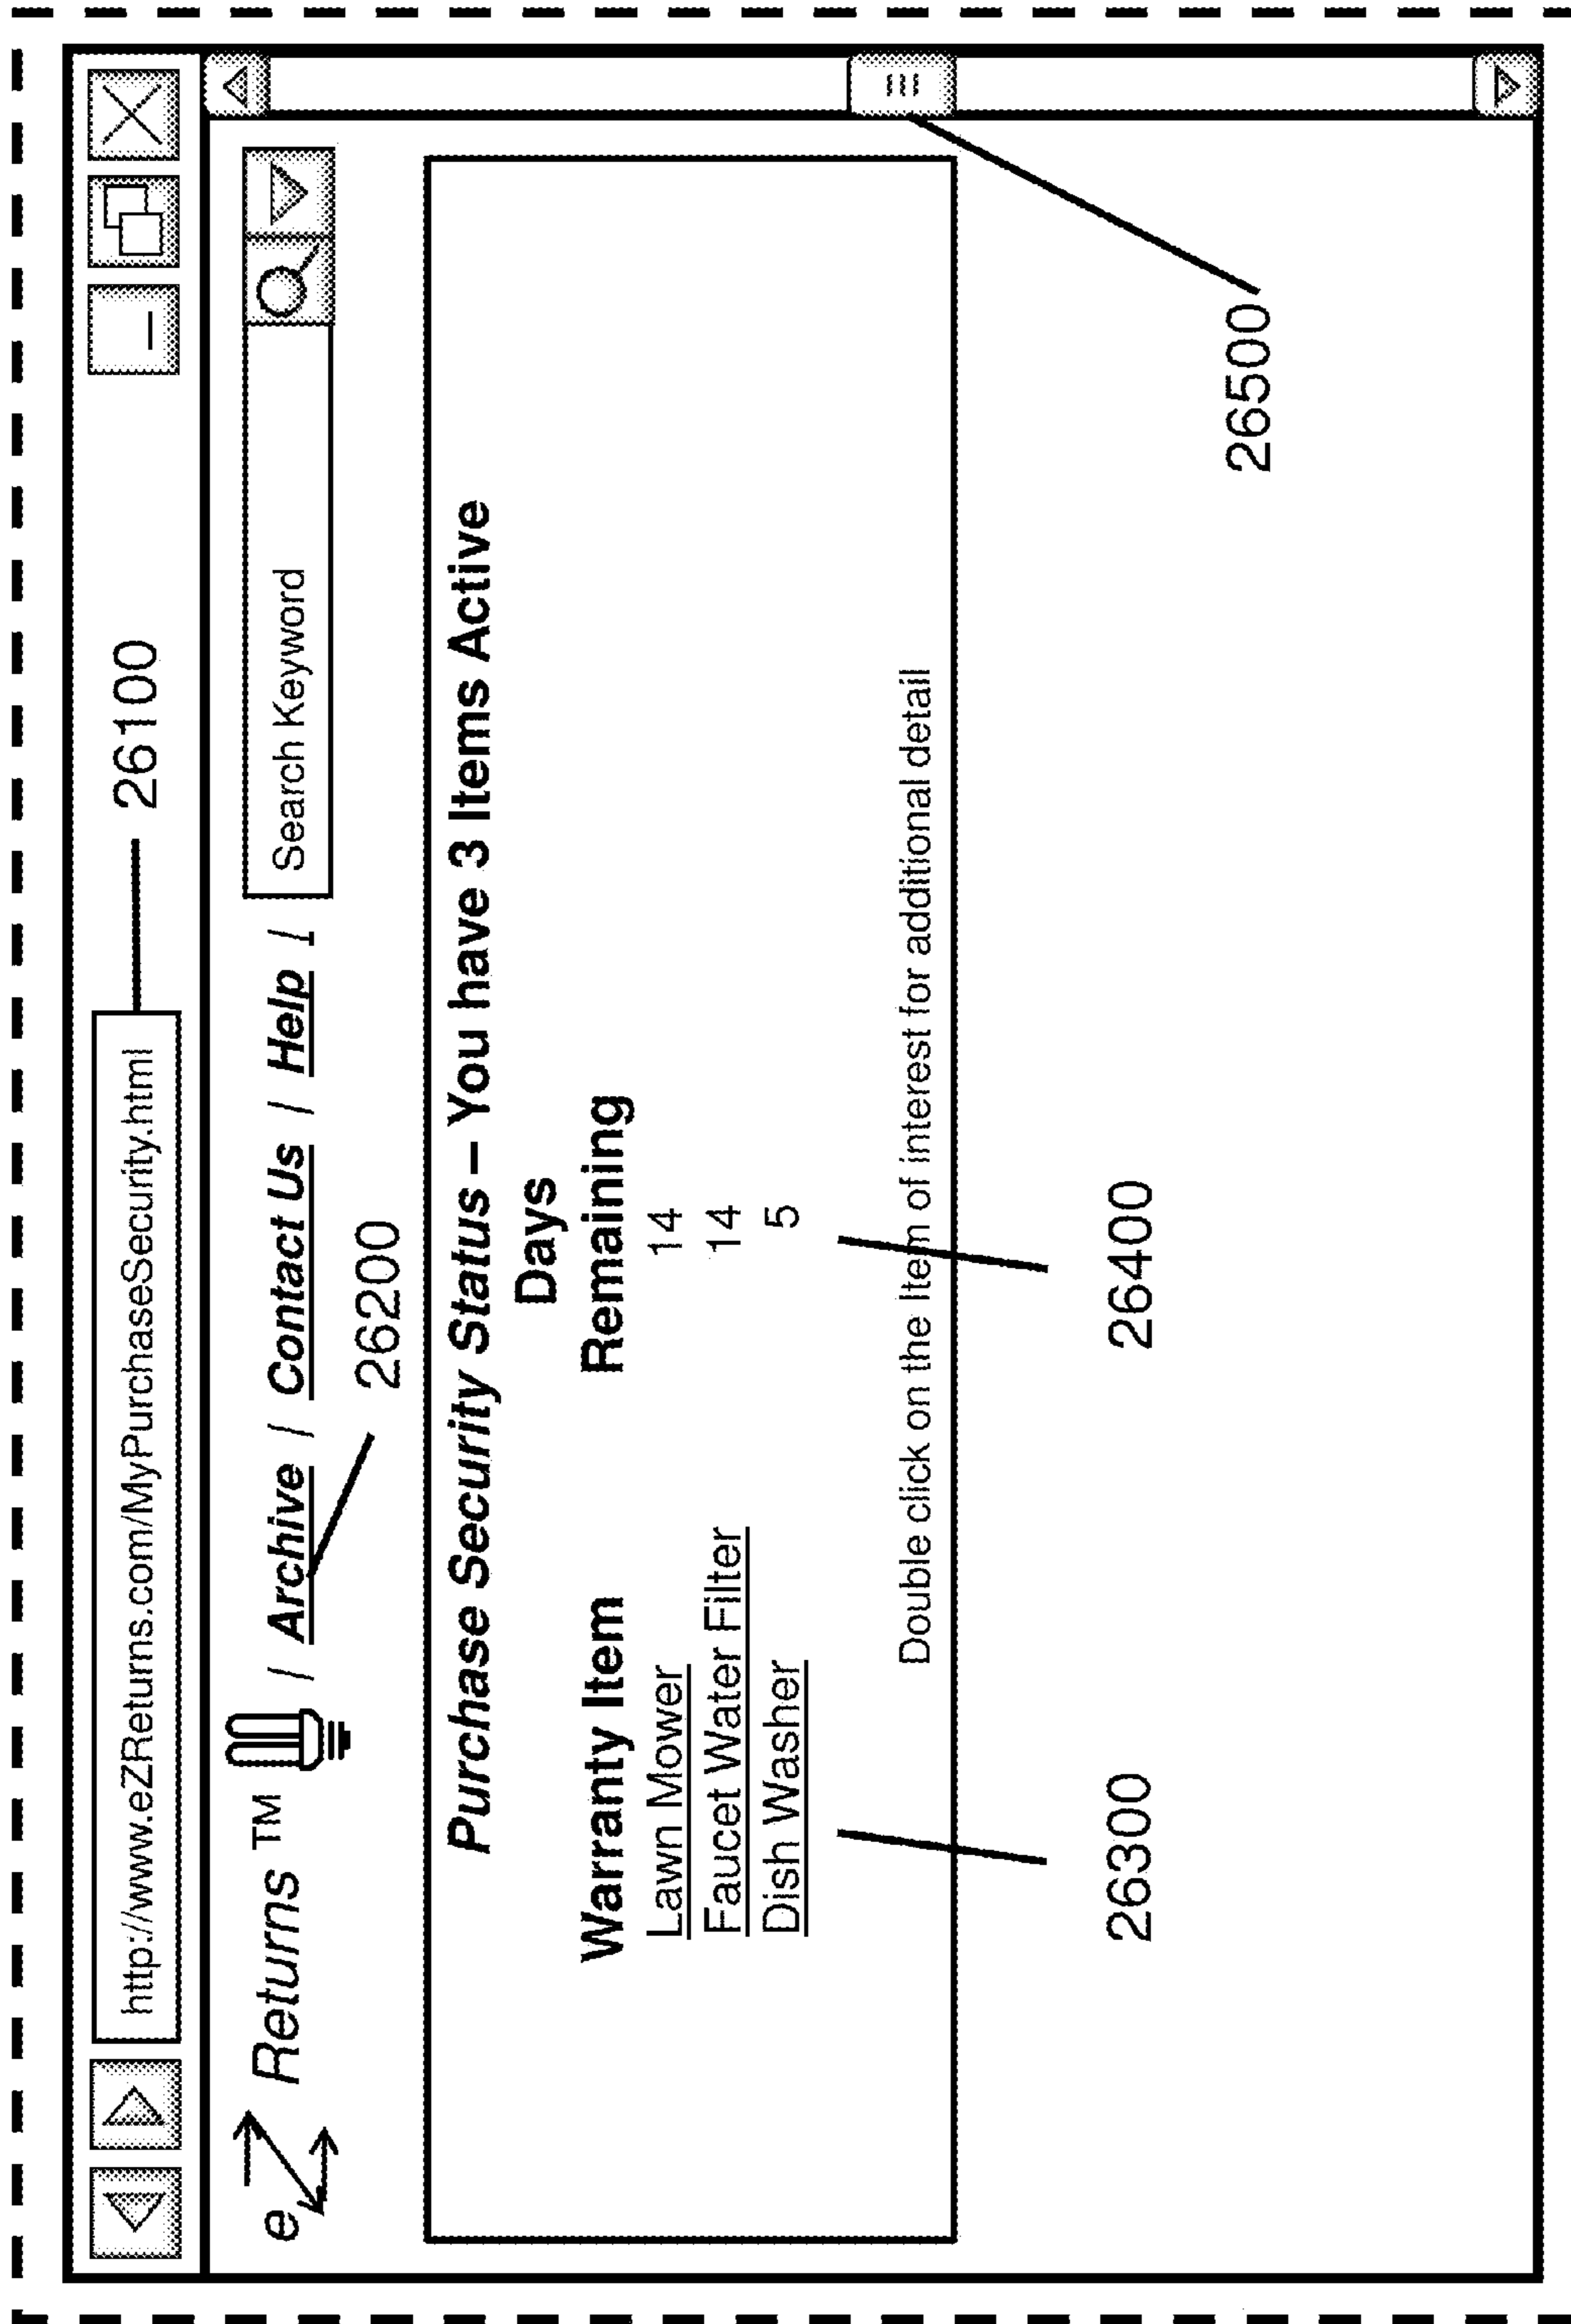 http://www.eZReturns.com/MyPurchaseSecurity.html 26100
eZ Returns ™ / Archive / Contact Us / Help / Search Keyword
26200
Purchase Security Status – You have 3 Items Active
Days
Warranty Item Remaining
Lawn Mower 14
Faucet Water Filter 14
Dish Washer 5
Double click on the Item of interest for additional detail
26300 26400
26500